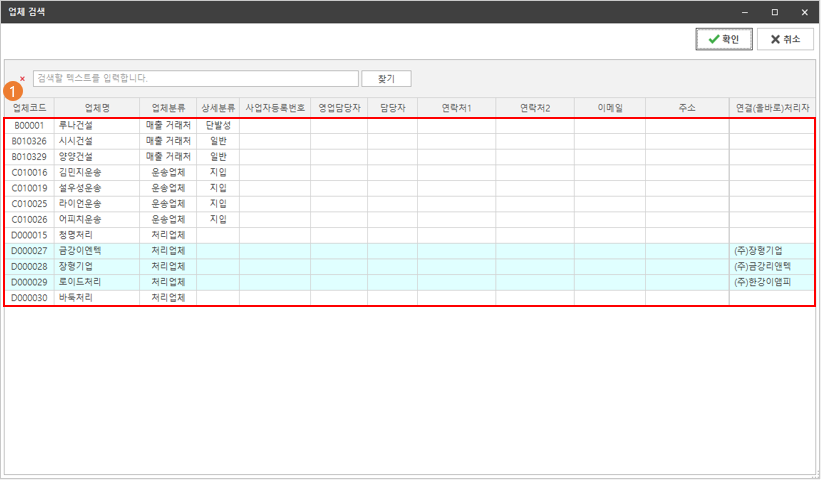 업체 검색
확인 취소
검색할 텍스트를 입력합니다. 찾기
1
업체코드 업체명 업체분류 상세분류 사업자등록번호 영업담당자 담당자 연락처1 연락처2 이메일 주소 연결(올바로)처리자
B00001 루나건설 매출 거래처 단발성
B010326 시시건설 매출 거래처 일반
B010329 양양건설 매출 거래처 일반
C010016 김민지운송 운송업체 지입
C010019 설우성운송 운송업체 지입
C010025 라이언운송 운송업체 지입
C010026 어피치운송 운송업체 지입
D000015 청명처리 처리업체
D000027 금강이엔텍 처리업체 (주)장형기업
D000028 장형기업 처리업체 (주)금강리앤텍
D000029 로이드처리 처리업체 (주)한강이앰피
D000030 바둑처리 처리업체